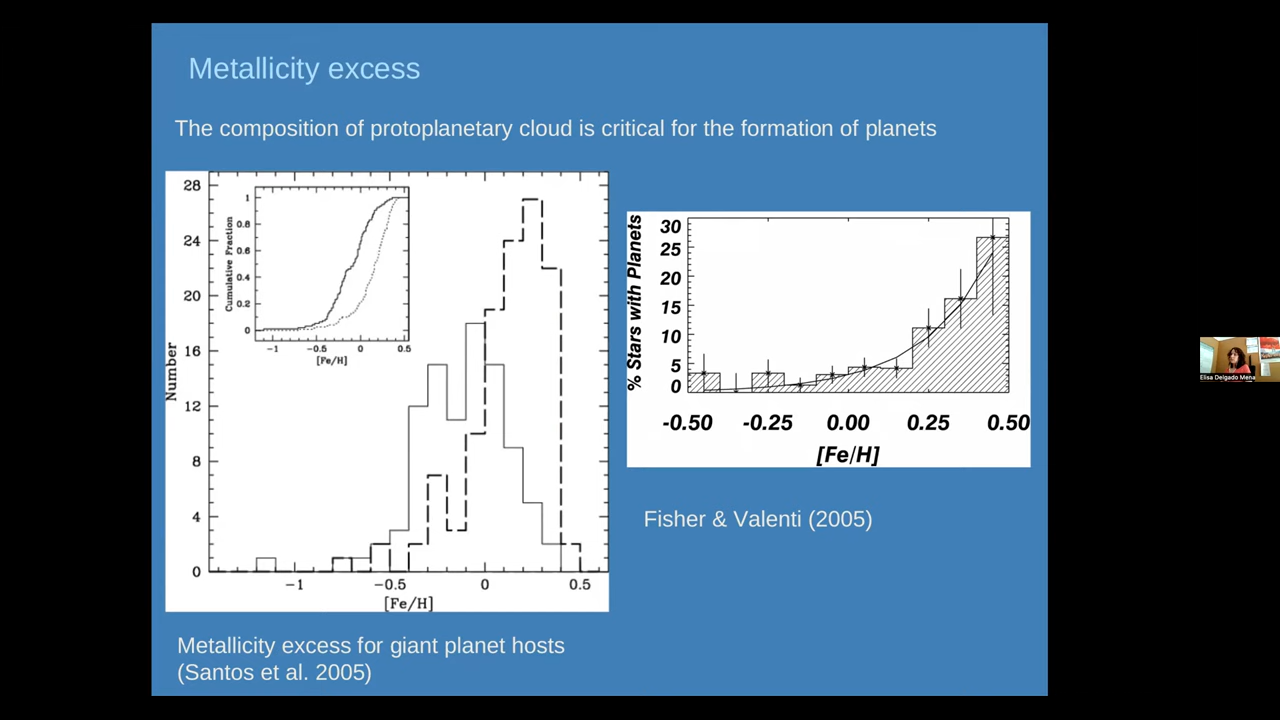 Metallicity excess
The composition of protoplanetary cloud is critical for the formation of planets
28
24
20
16
12
8
4
0
Number
−1
−0.5
0
0.5
[Fe/H]
1
0.8
0.6
0.4
0.2
0
Cumulative Fraction
−1
−0.5
0
0.5
[Fe/H]
% Stars with Planets
30
25
20
15
10
5
0
-0.50
-0.25
0.00
0.25
0.50
[Fe/H]
Fisher & Valenti (2005)
Metallicity excess for giant planet hosts
(Santos et al. 2005)
Elisa Delgado Mena